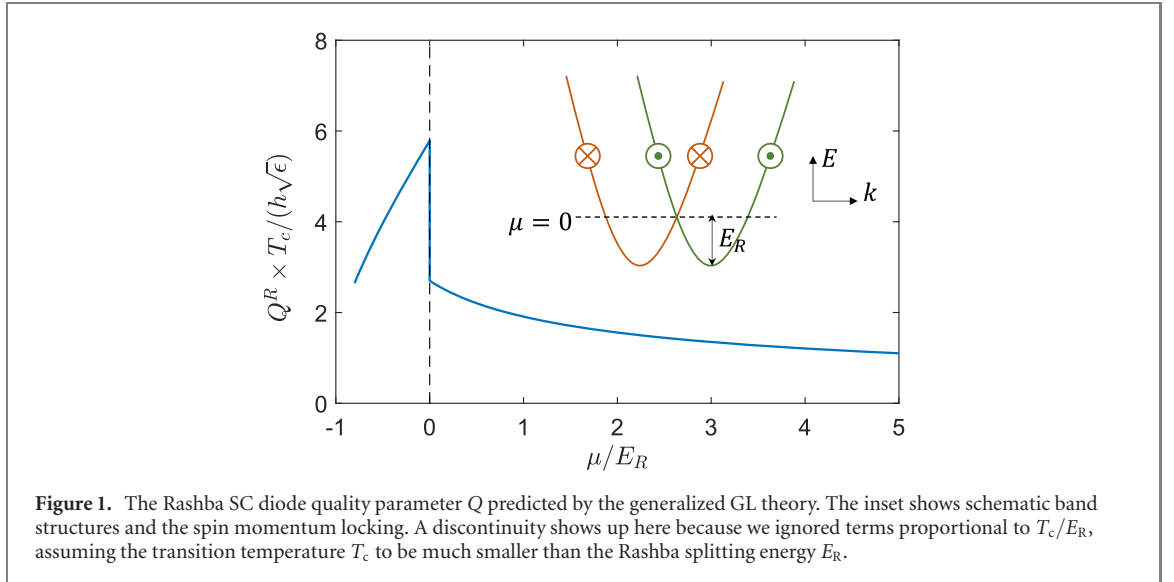 8
6
4
2
0
-1
0
1
2
3
4
5
Q^R × T_c/(h√ϵ)
μ/E_R
μ = 0
E_R
E
k
Figure 1. The Rashba SC diode quality parameter Q predicted by the generalized GL theory. The inset shows schematic band
structures and the spin momentum locking. A discontinuity shows up here because we ignored terms proportional to T_c/E_R,
assuming the transition temperature T_c to be much smaller than the Rashba splitting energy E_R.